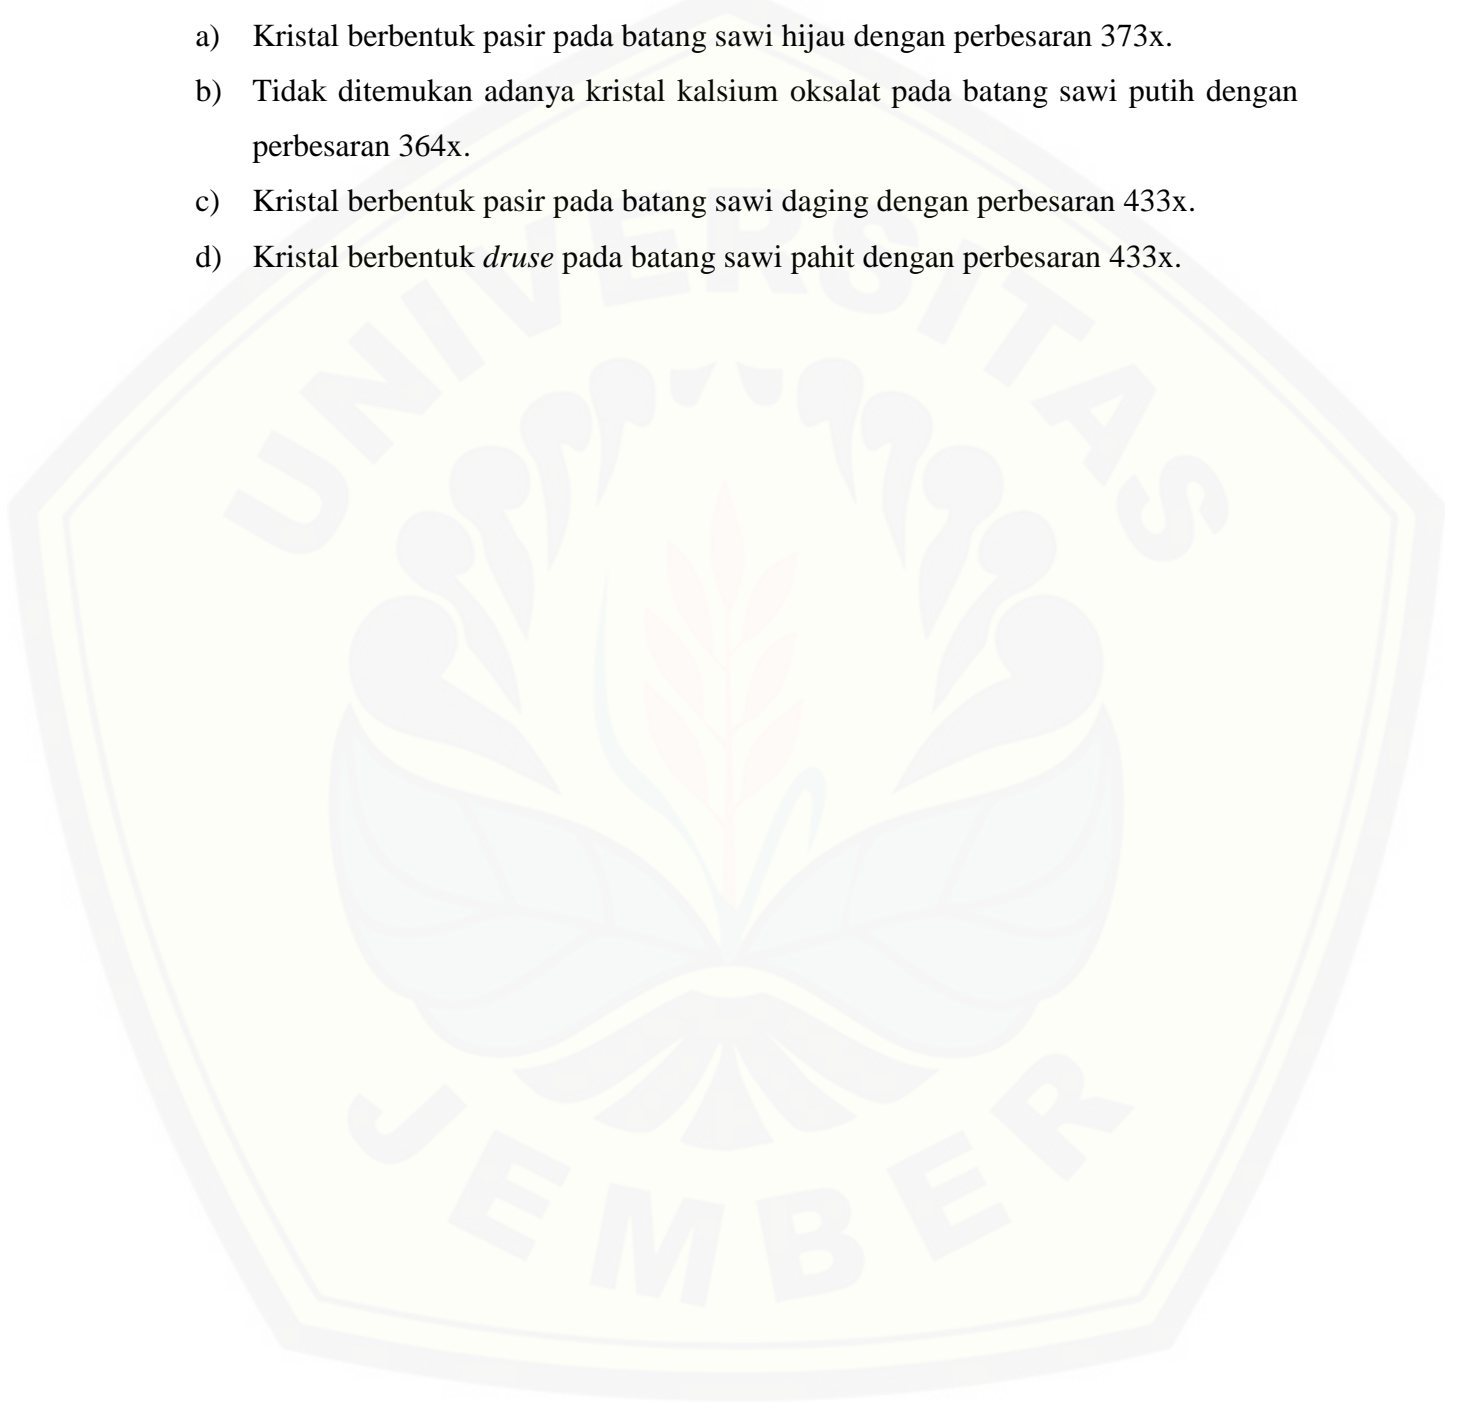 a) Kristal berbentuk pasir pada batang sawi hijau dengan perbesaran 373x.
b) Tidak ditemukan adanya kristal kalsium oksalat pada batang sawi putih dengan
perbesaran 364x.
c) Kristal berbentuk pasir pada batang sawi daging dengan perbesaran 433x.
d) Kristal berbentuk druse pada batang sawi pahit dengan perbesaran 433x.
UNIVERSITAS
JEMBER